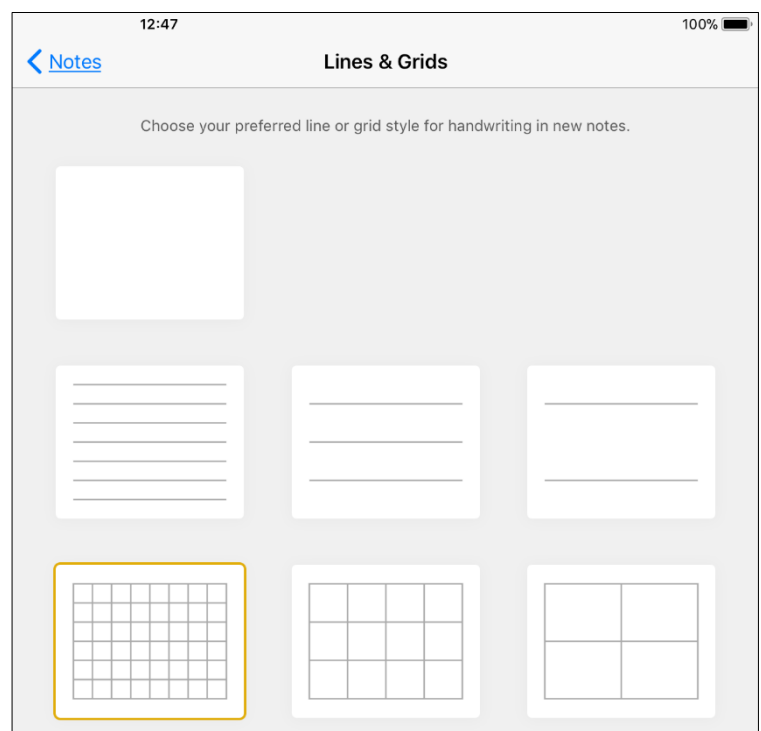 12:47
100%
Notes
Lines & Grids
Choose your preferred line or grid style for handwriting in new notes.